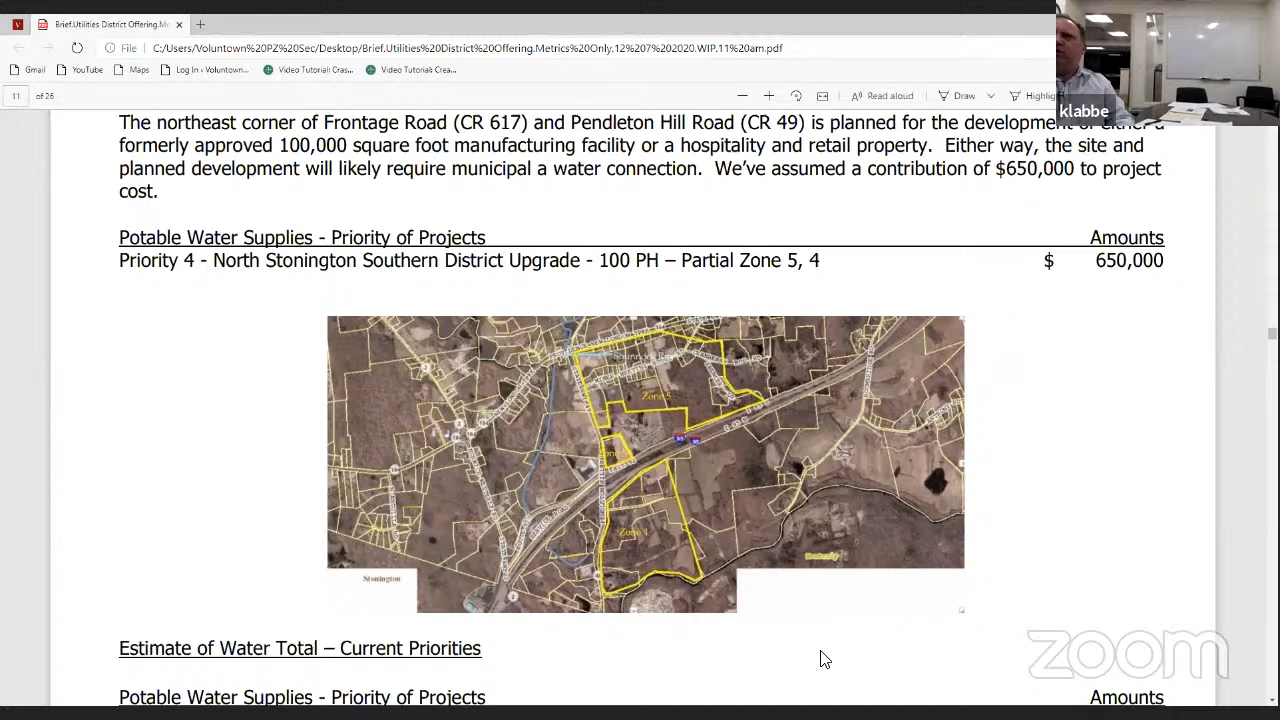 Brief.Utilities District Offering.Me
File C:/Users/Voluntown%20PZ%20Sec/Desktop/Brief.Utilities%20District%20Offering.Metrics%20Only.12%207%202020.WIP.11%20am.pdf
Gmail YouTube Maps Log In ‹ Voluntown... Video Tutorial: Cras... Video Tutorial: Crea...
11 of 26 Read aloud Draw Highlig
klabbe
The northeast corner of Frontage Road (CR 617) and Pendleton Hill Road (CR 49) is planned for the development of either a
formerly approved 100,000 square foot manufacturing facility or a hospitality and retail property. Either way, the site and
planned development will likely require municipal a water connection. We've assumed a contribution of $650,000 to project
cost.
Potable Water Supplies - Priority of Projects Amounts
Priority 4 - North Stonington Southern District Upgrade - 100 PH – Partial Zone 5, 4 $ 650,000
Zone 5
95 95
Zone 4
Stonington
Estimate of Water Total – Current Priorities
Potable Water Supplies - Priority of Projects Amounts
zoom